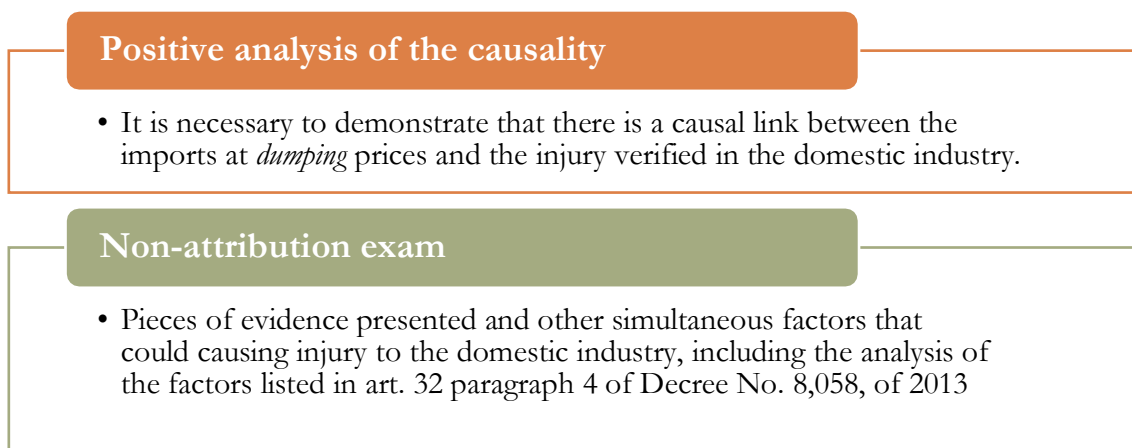 Positive analysis of the causality
• It is necessary to demonstrate that there is a causal link between the
imports at dumping prices and the injury verified in the domestic industry.
Non-attribution exam
• Pieces of evidence presented and other simultaneous factors that
could causing injury to the domestic industry, including the analysis of
the factors listed in art. 32 paragraph 4 of Decree No. 8,058, of 2013